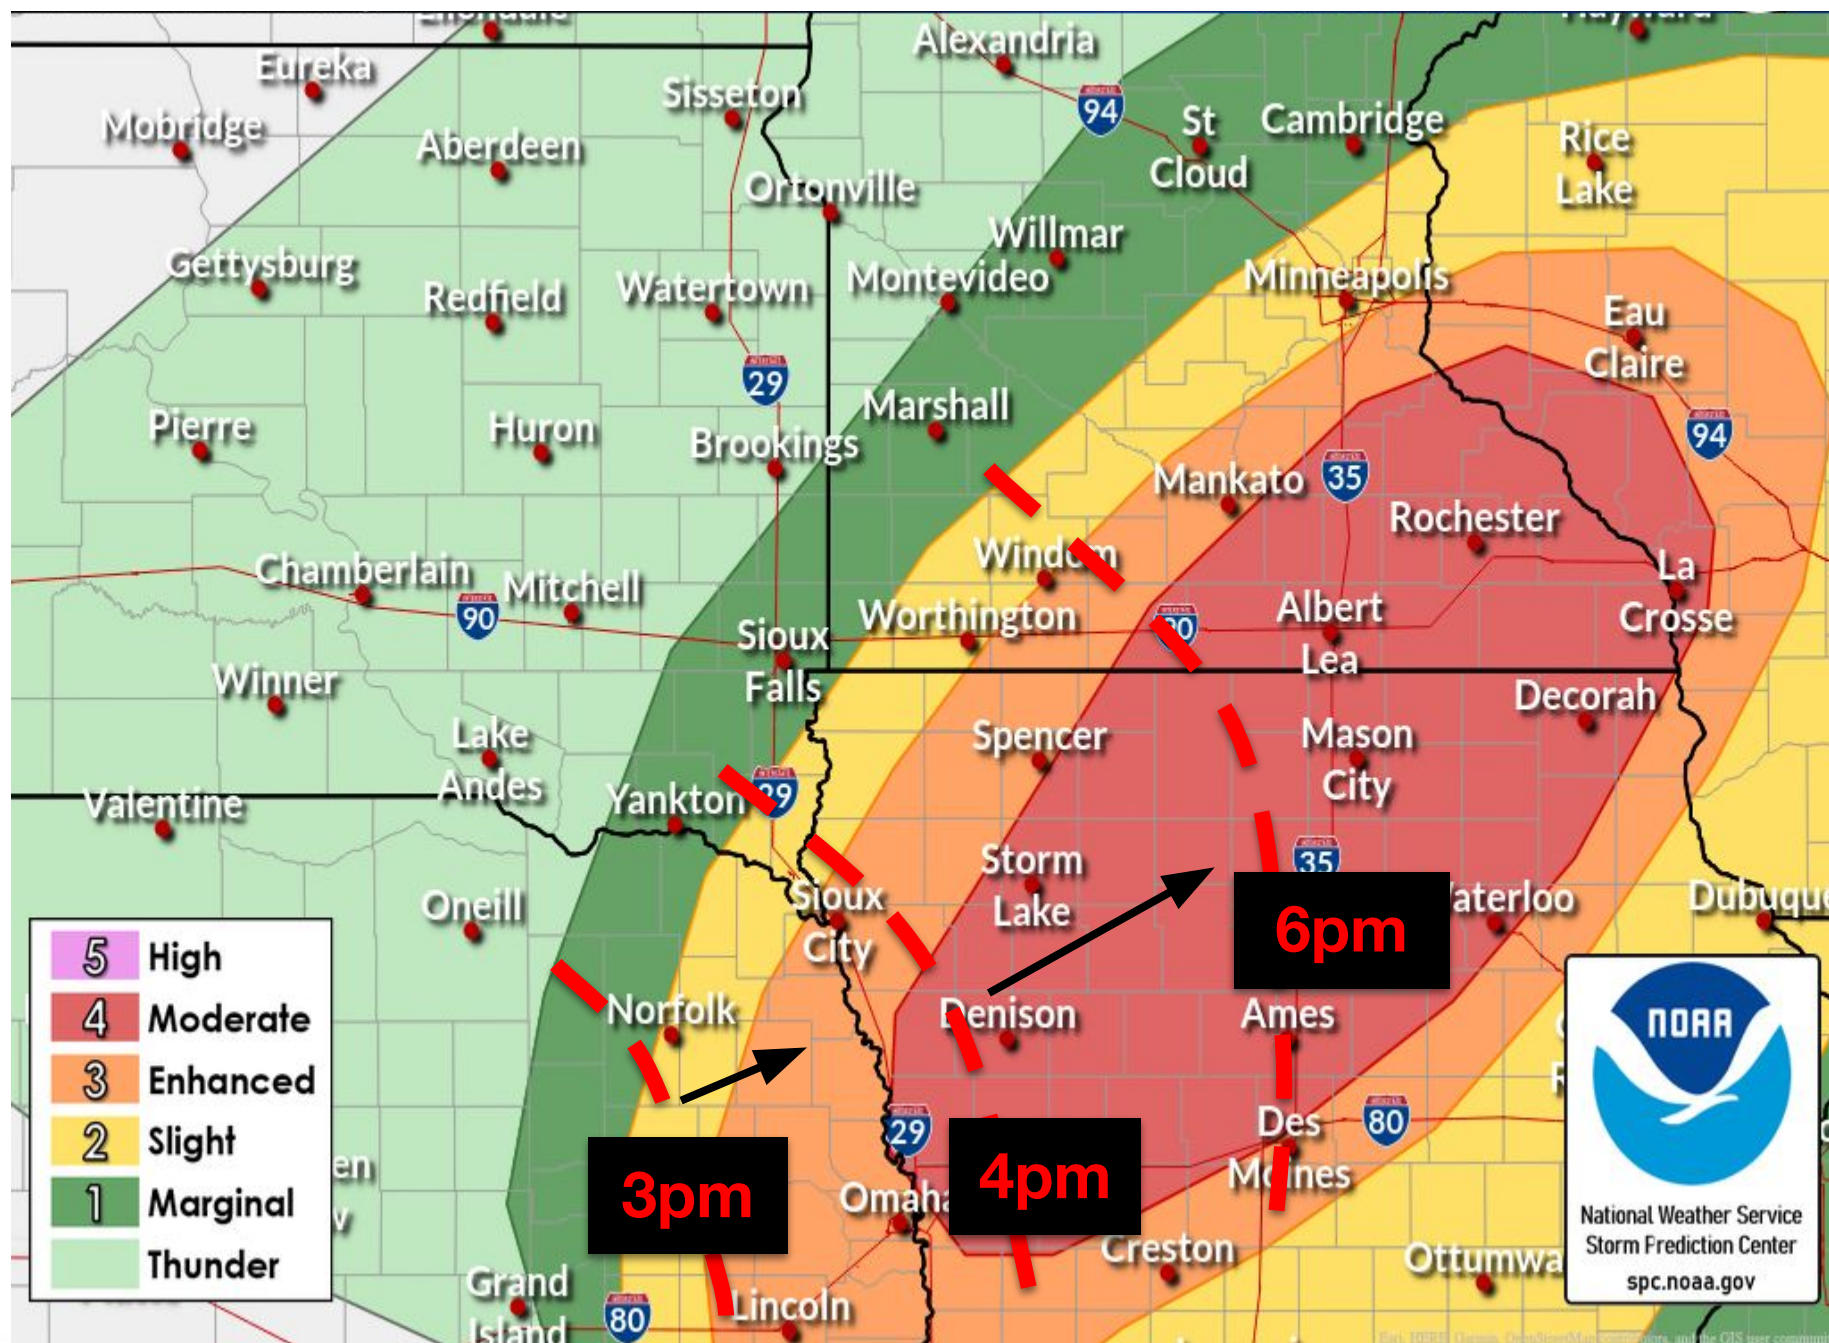 Eureka
Mobridge
Aberdeen
Sisseton
Alexandria
94
St
Cloud
Cambridge
Rice
Lake
Ortonville
Gettysburg
Redfield
Watertown
Willmar
Montevideo
Minneapolis
Eau
Claire
29
Pierre
Huron
Brookings
Marshall
Mankato
35
94
Rochester
Chamberlain
90
Mitchell
Windom
Worthington
90
Albert
Lea
La
Crosse
Sioux
Falls
Winner
Lake
Andes
Spencer
Mason
City
Decorah
Valentine
Yankton
29
Storm
Lake
35
Oneill
Sioux
City
6pm
Waterloo
Dubuque
Norfolk
Denison
Ames
29
Des
Moines
80
3pm
4pm
Omaha
Creston
Ottumwa
Grand
Island
80
Lincoln
5 High
4 Moderate
3 Enhanced
2 Slight
1 Marginal
Thunder
NOAA
National Weather Service
Storm Prediction Center
spc.noaa.gov